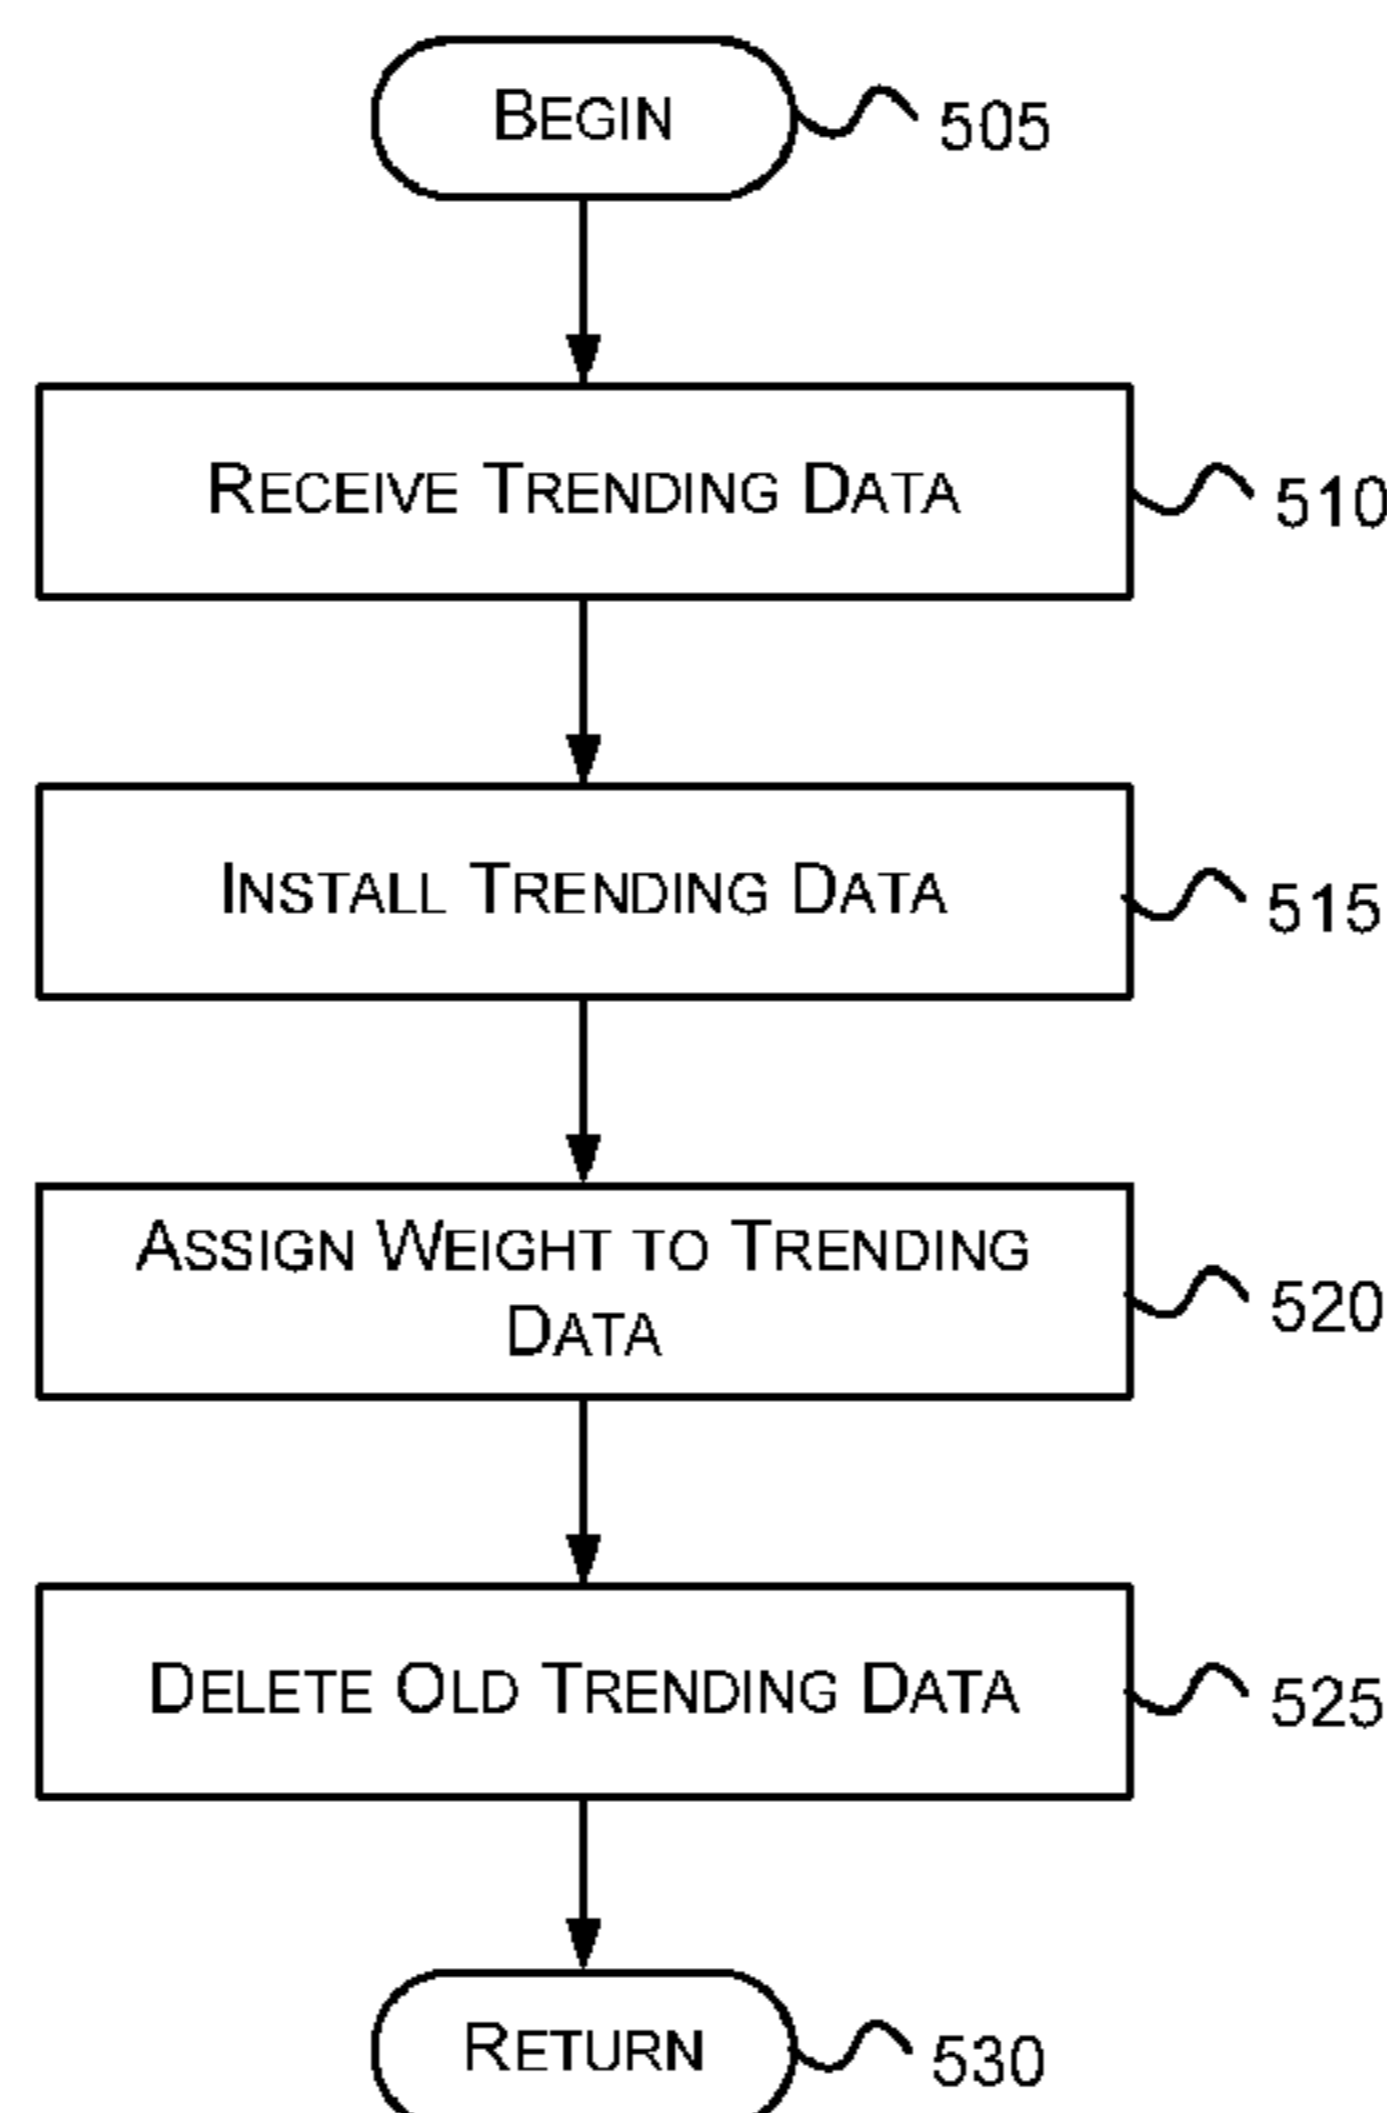 BEGIN 505
RECEIVE TRENDING DATA 510
INSTALL TRENDING DATA 515
ASSIGN WEIGHT TO TRENDING
DATA
520
DELETE OLD TRENDING DATA 525
RETURN 530